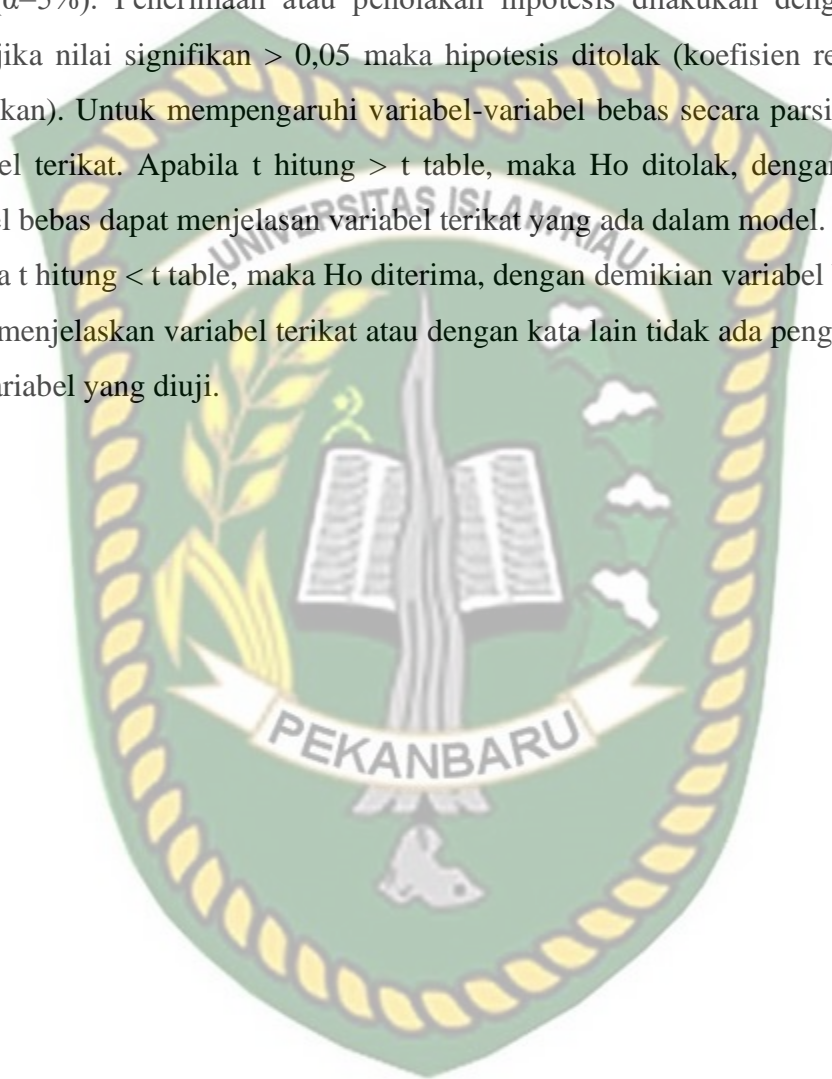 (α=5%). Penerimaan atau penolakan hipotesis dilakukan deng
jika nilai signifikan > 0,05 maka hipotesis ditolak (koefisien re
kan). Untuk mempengaruhi variabel-variabel bebas secara parsi
el terikat. Apabila t hitung > t table, maka Ho ditolak, dengan
el bebas dapat menjelasan variabel terikat yang ada dalam model.
a t hitung < t table, maka Ho diterima, dengan demikian variabel
menjelaskan variabel terikat atau dengan kata lain tidak ada peng
ariabel yang diuji.
UNIVERSITAS ISLAM RIAU
PEKANBARU